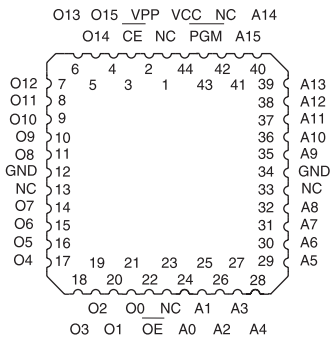 O13 O15 VPP VCC NC A14
O14 CE NC PGM A15
6 4 2 44 42 40
5 3 1 43 41
O12 7 39 A13
O11 8 38 A12
O10 9 37 A11
O9 10 36 A10
O8 11 35 A9
GND 12 34 GND
NC 13 33 NC
O7 14 32 A8
O6 15 31 A7
O5 16 30 A6
O4 17 29 A5
19 21 23 25 27
18 20 22 24 26 28
O2 O0 NC A1 A3
O3 O1 OE A0 A2 A4